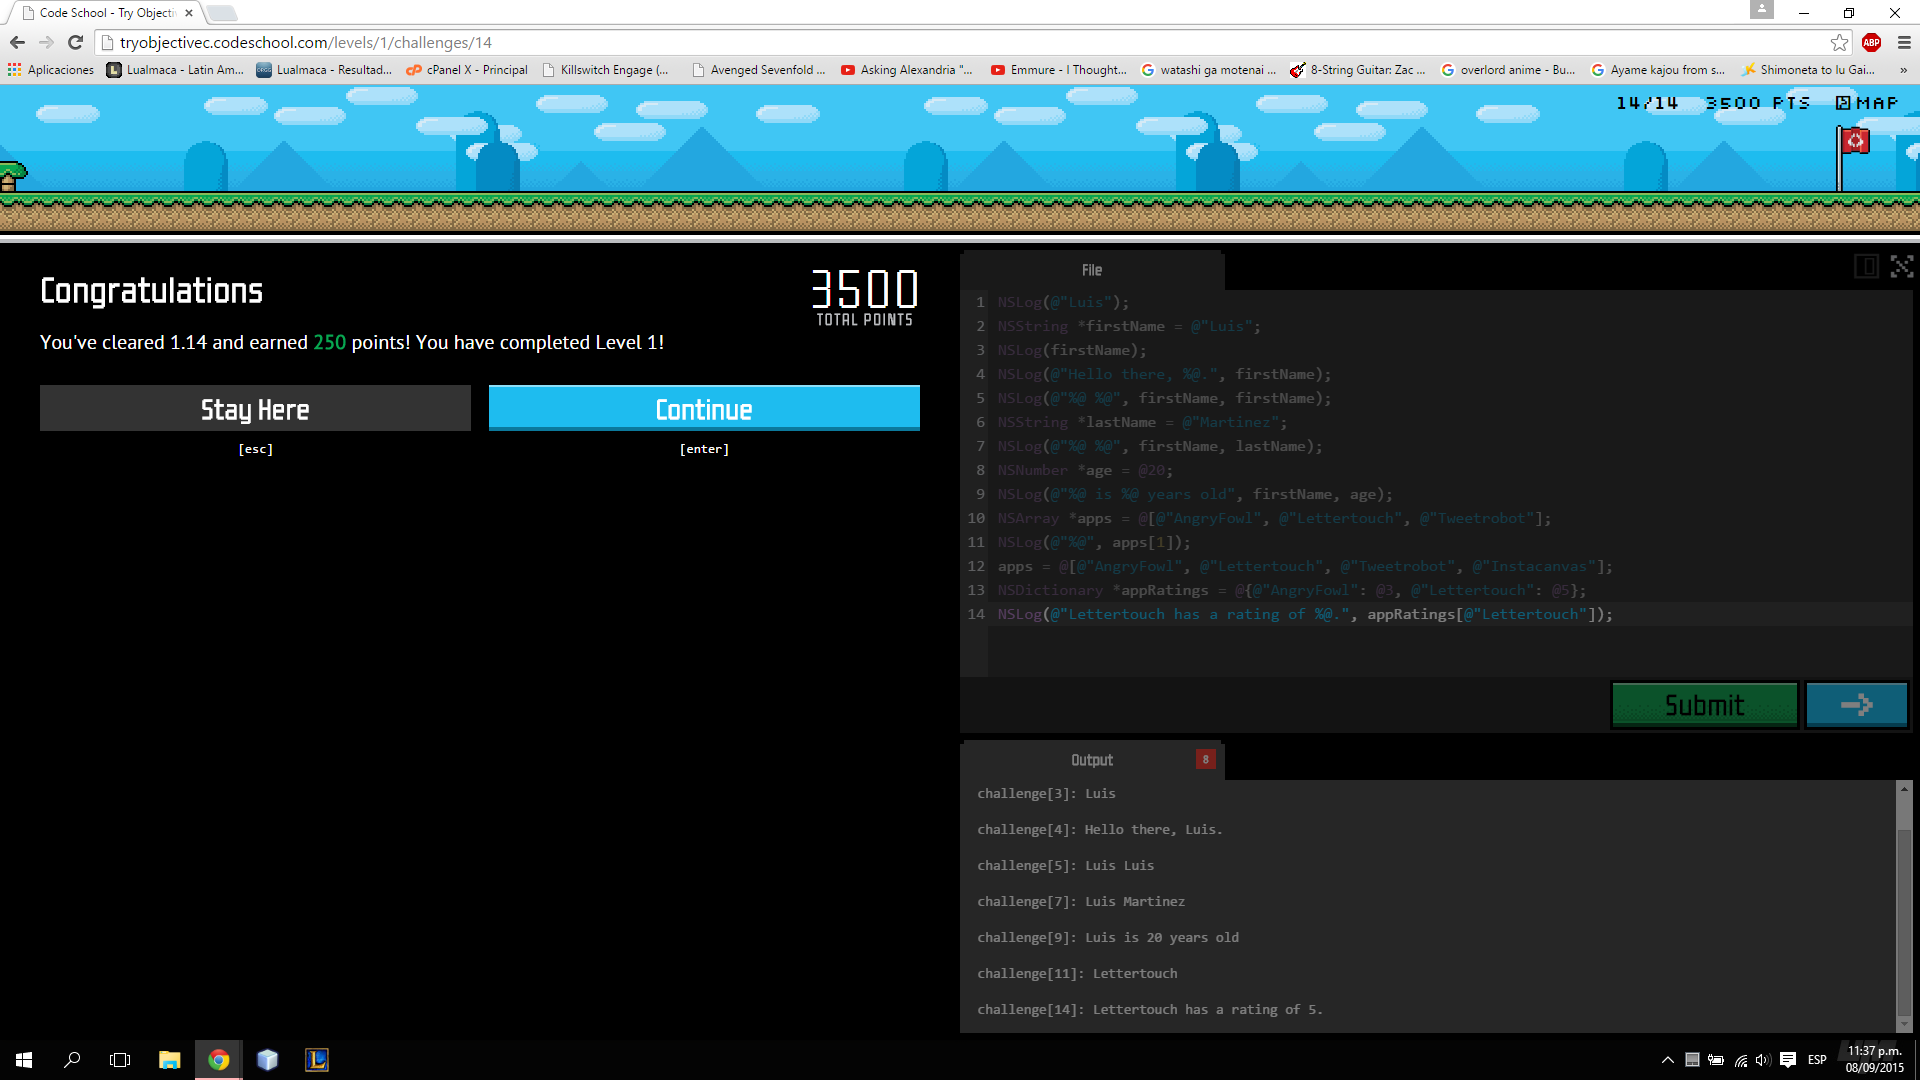 Code School - Try Objecti
tryobjectivec.codeschool.com/levels/1/challenges/14
ABP
Aplicaciones
Lualmaca - Latin Am...
Lualmaca - Resultad...
cPanel X - Principal
Killswitch Engage (...
Avenged Sevenfold ...
Asking Alexandria "...
Emmure - I Thought...
watashi ga motenai ...
8-String Guitar: Zac ...
overlord anime - Bu...
Ayame kajou from s...
Shimoneta to Iu Gai...
»
14/14 3500 PTS MAP
Congratulations
3500
TOTAL POINTS
You've cleared 1.14 and earned 250 points! You have completed Level 1!
Stay Here
Continue
[esc]
[enter]
File
1 NSLog(@"Luis");
2 NSString *firstName = @"Luis";
3 NSLog(firstName);
4 NSLog(@"Hello there, %@.", firstName);
5 NSLog(@"%@ %@", firstName, firstName);
6 NSString *lastName = @"Martinez";
7 NSLog(@"%@ %@", firstName, lastName);
8 NSNumber *age = @20;
9 NSLog(@"%@ is %@ years old", firstName, age);
10 NSArray *apps = @[@"AngryFowl", @"Lettertouch", @"Tweetrobot"];
11 NSLog(@"%@", apps[1]);
12 apps = @[@"AngryFowl", @"Lettertouch", @"Tweetrobot", @"Instacanvas"];
13 NSDictionary *appRatings = @{@"AngryFowl": @3, @"Lettertouch": @5};
14 NSLog(@"Lettertouch has a rating of %@.", appRatings[@"Lettertouch"]);
Submit
Output
8
challenge[3]: Luis
challenge[4]: Hello there, Luis.
challenge[5]: Luis Luis
challenge[7]: Luis Martinez
challenge[9]: Luis is 20 years old
challenge[11]: Lettertouch
challenge[14]: Lettertouch has a rating of 5.
ESP
11:37 p.m.
08/09/2015